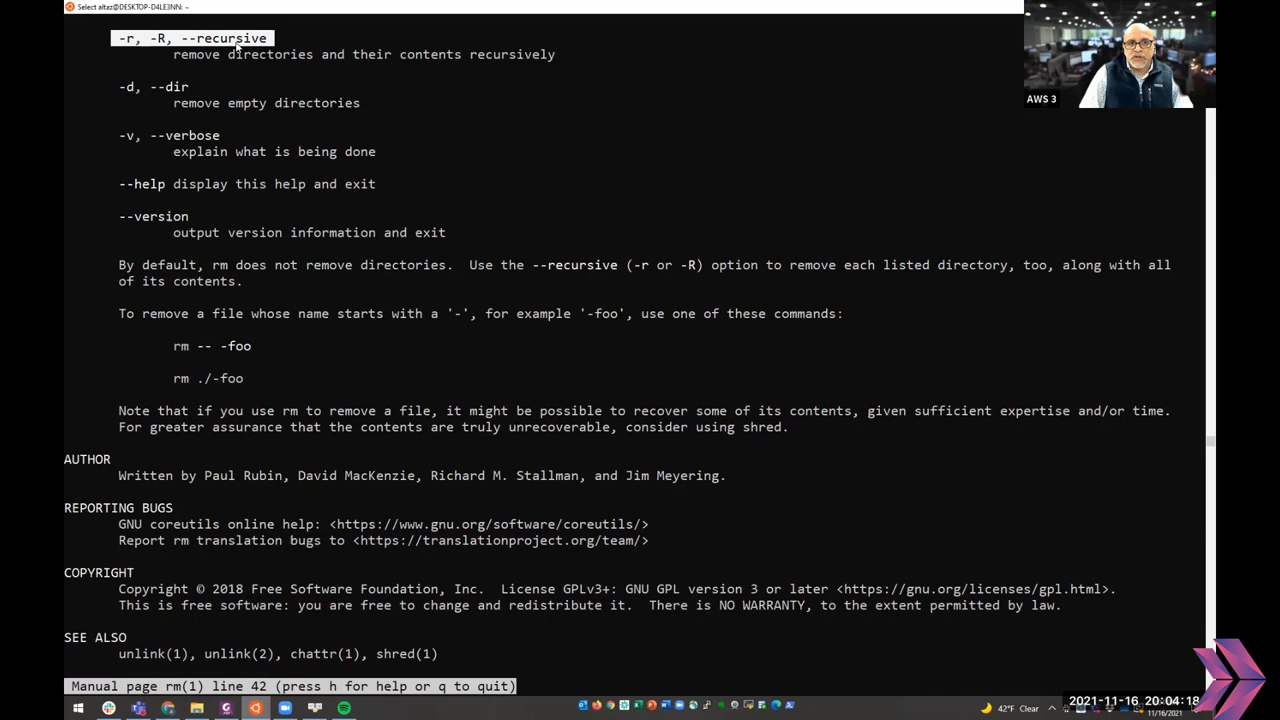 Select altaz@DESKTOP-D4LE3NN: ~
-r, -R, --recursive
remove directories and their contents recursively
-d, --dir
remove empty directories
-v, --verbose
explain what is being done
--help display this help and exit
--version
output version information and exit
By default, rm does not remove directories.  Use the --recursive (-r or -R) option to remove each listed directory, too, along with all
of its contents.
To remove a file whose name starts with a '-', for example '-foo', use one of these commands:
rm -- -foo
rm ./-foo
Note that if you use rm to remove a file, it might be possible to recover some of its contents, given sufficient expertise and/or time.
For greater assurance that the contents are truly unrecoverable, consider using shred.
AUTHOR
Written by Paul Rubin, David MacKenzie, Richard M. Stallman, and Jim Meyering.
REPORTING BUGS
GNU coreutils online help: <https://www.gnu.org/software/coreutils/>
Report rm translation bugs to <https://translationproject.org/team/>
COPYRIGHT
Copyright © 2018 Free Software Foundation, Inc.  License GPLv3+: GNU GPL version 3 or later <https://gnu.org/licenses/gpl.html>.
This is free software: you are free to change and redistribute it.  There is NO WARRANTY, to the extent permitted by law.
SEE ALSO
unlink(1), unlink(2), chattr(1), shred(1)
Manual page rm(1) line 42 (press h for help or q to quit)
AWS 3
42°F Clear
2021-11-16 20:04:18
11/16/2021